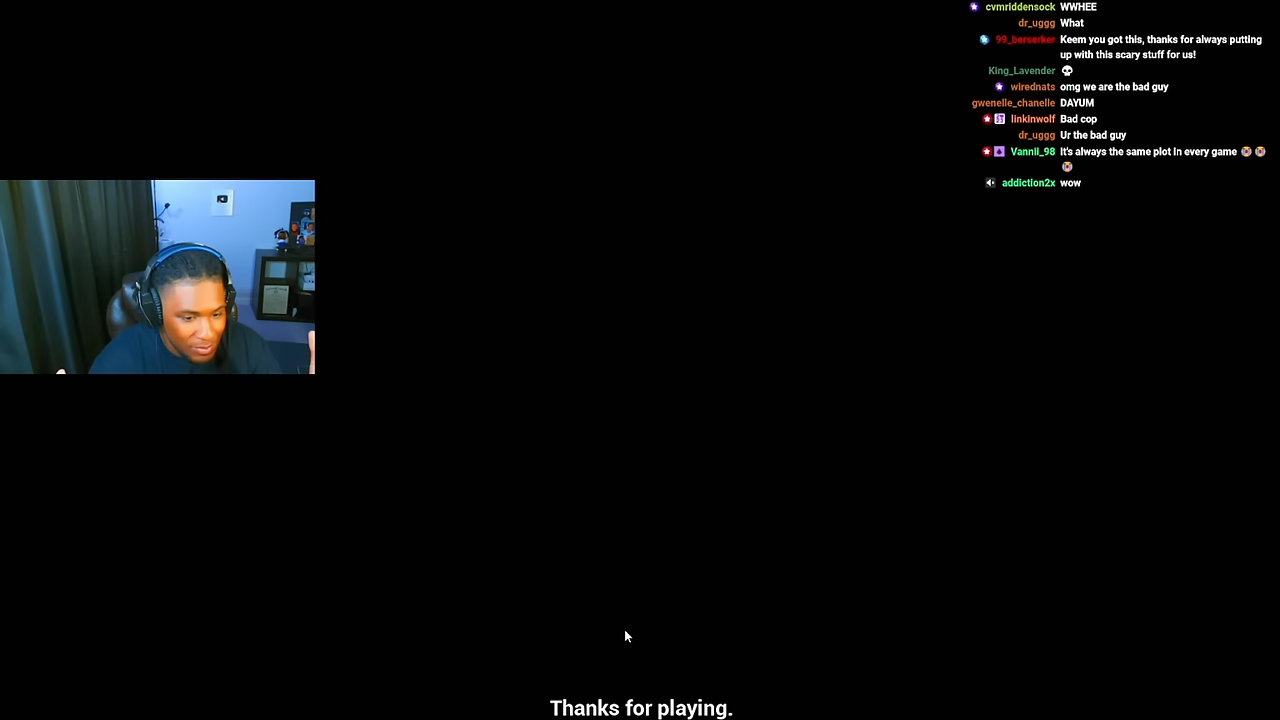 cvmriddensock WWHEE
dr_uggg What
99_berserker Keem you got this, thanks for always putting
up with this scary stuff for us!
King_Lavender
wirednats omg we are the bad guy
gwenelle_chanelle DAYUM
linkinwolf Bad cop
dr_uggg Ur the bad guy
Vannii_98 It's always the same plot in every game
addiction2x wow
Thanks for playing.